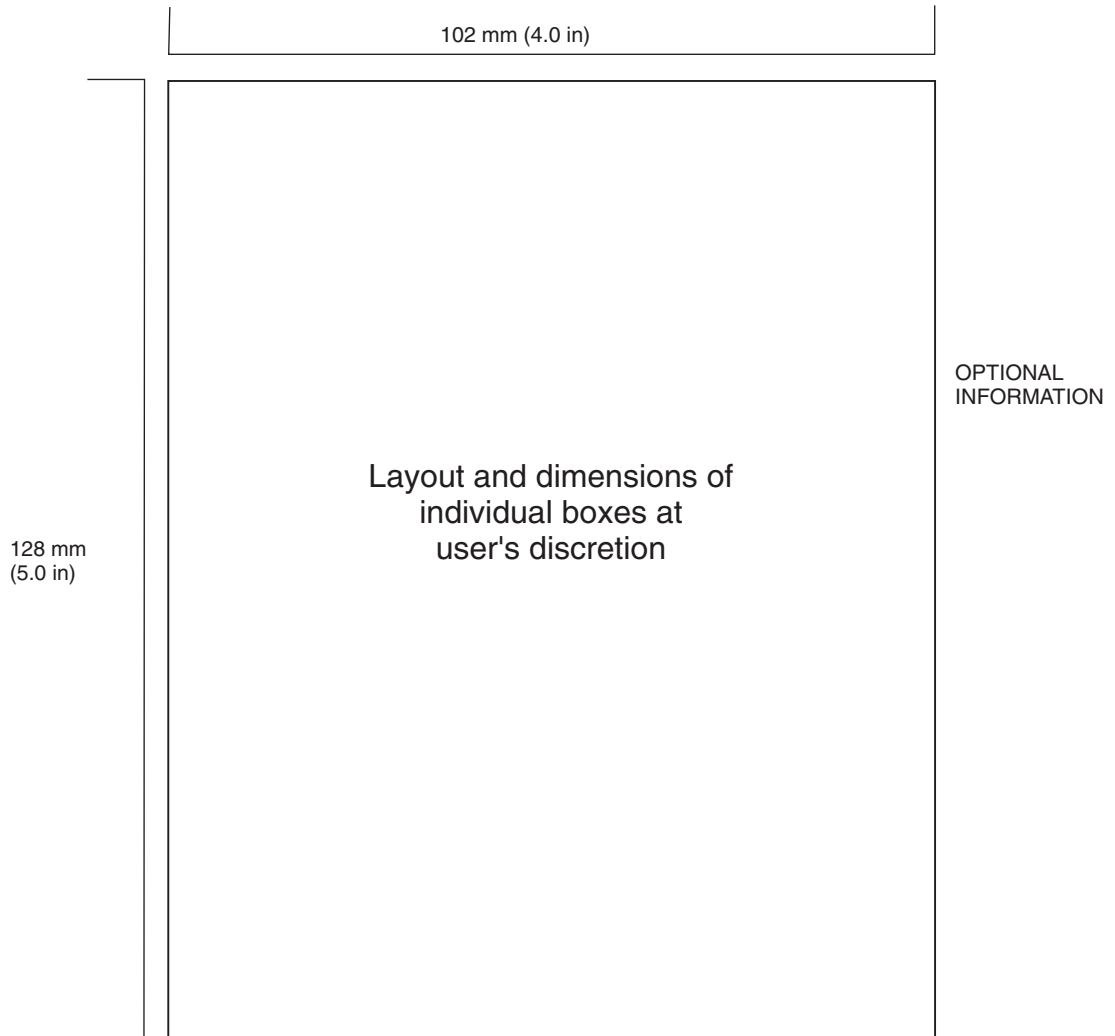 102 mm (4.0 in)
OPTIONAL
INFORMATION
Layout and dimensions of
individual boxes at
user's discretion
128 mm
(5.0 in)